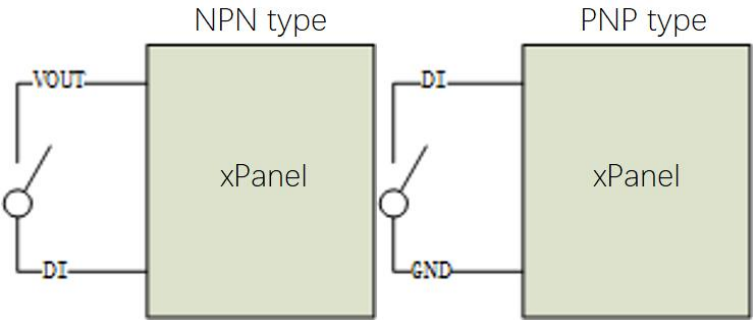 NPN type
PNP type
VOUT
DI
xPanel
xPanel
DI
GND